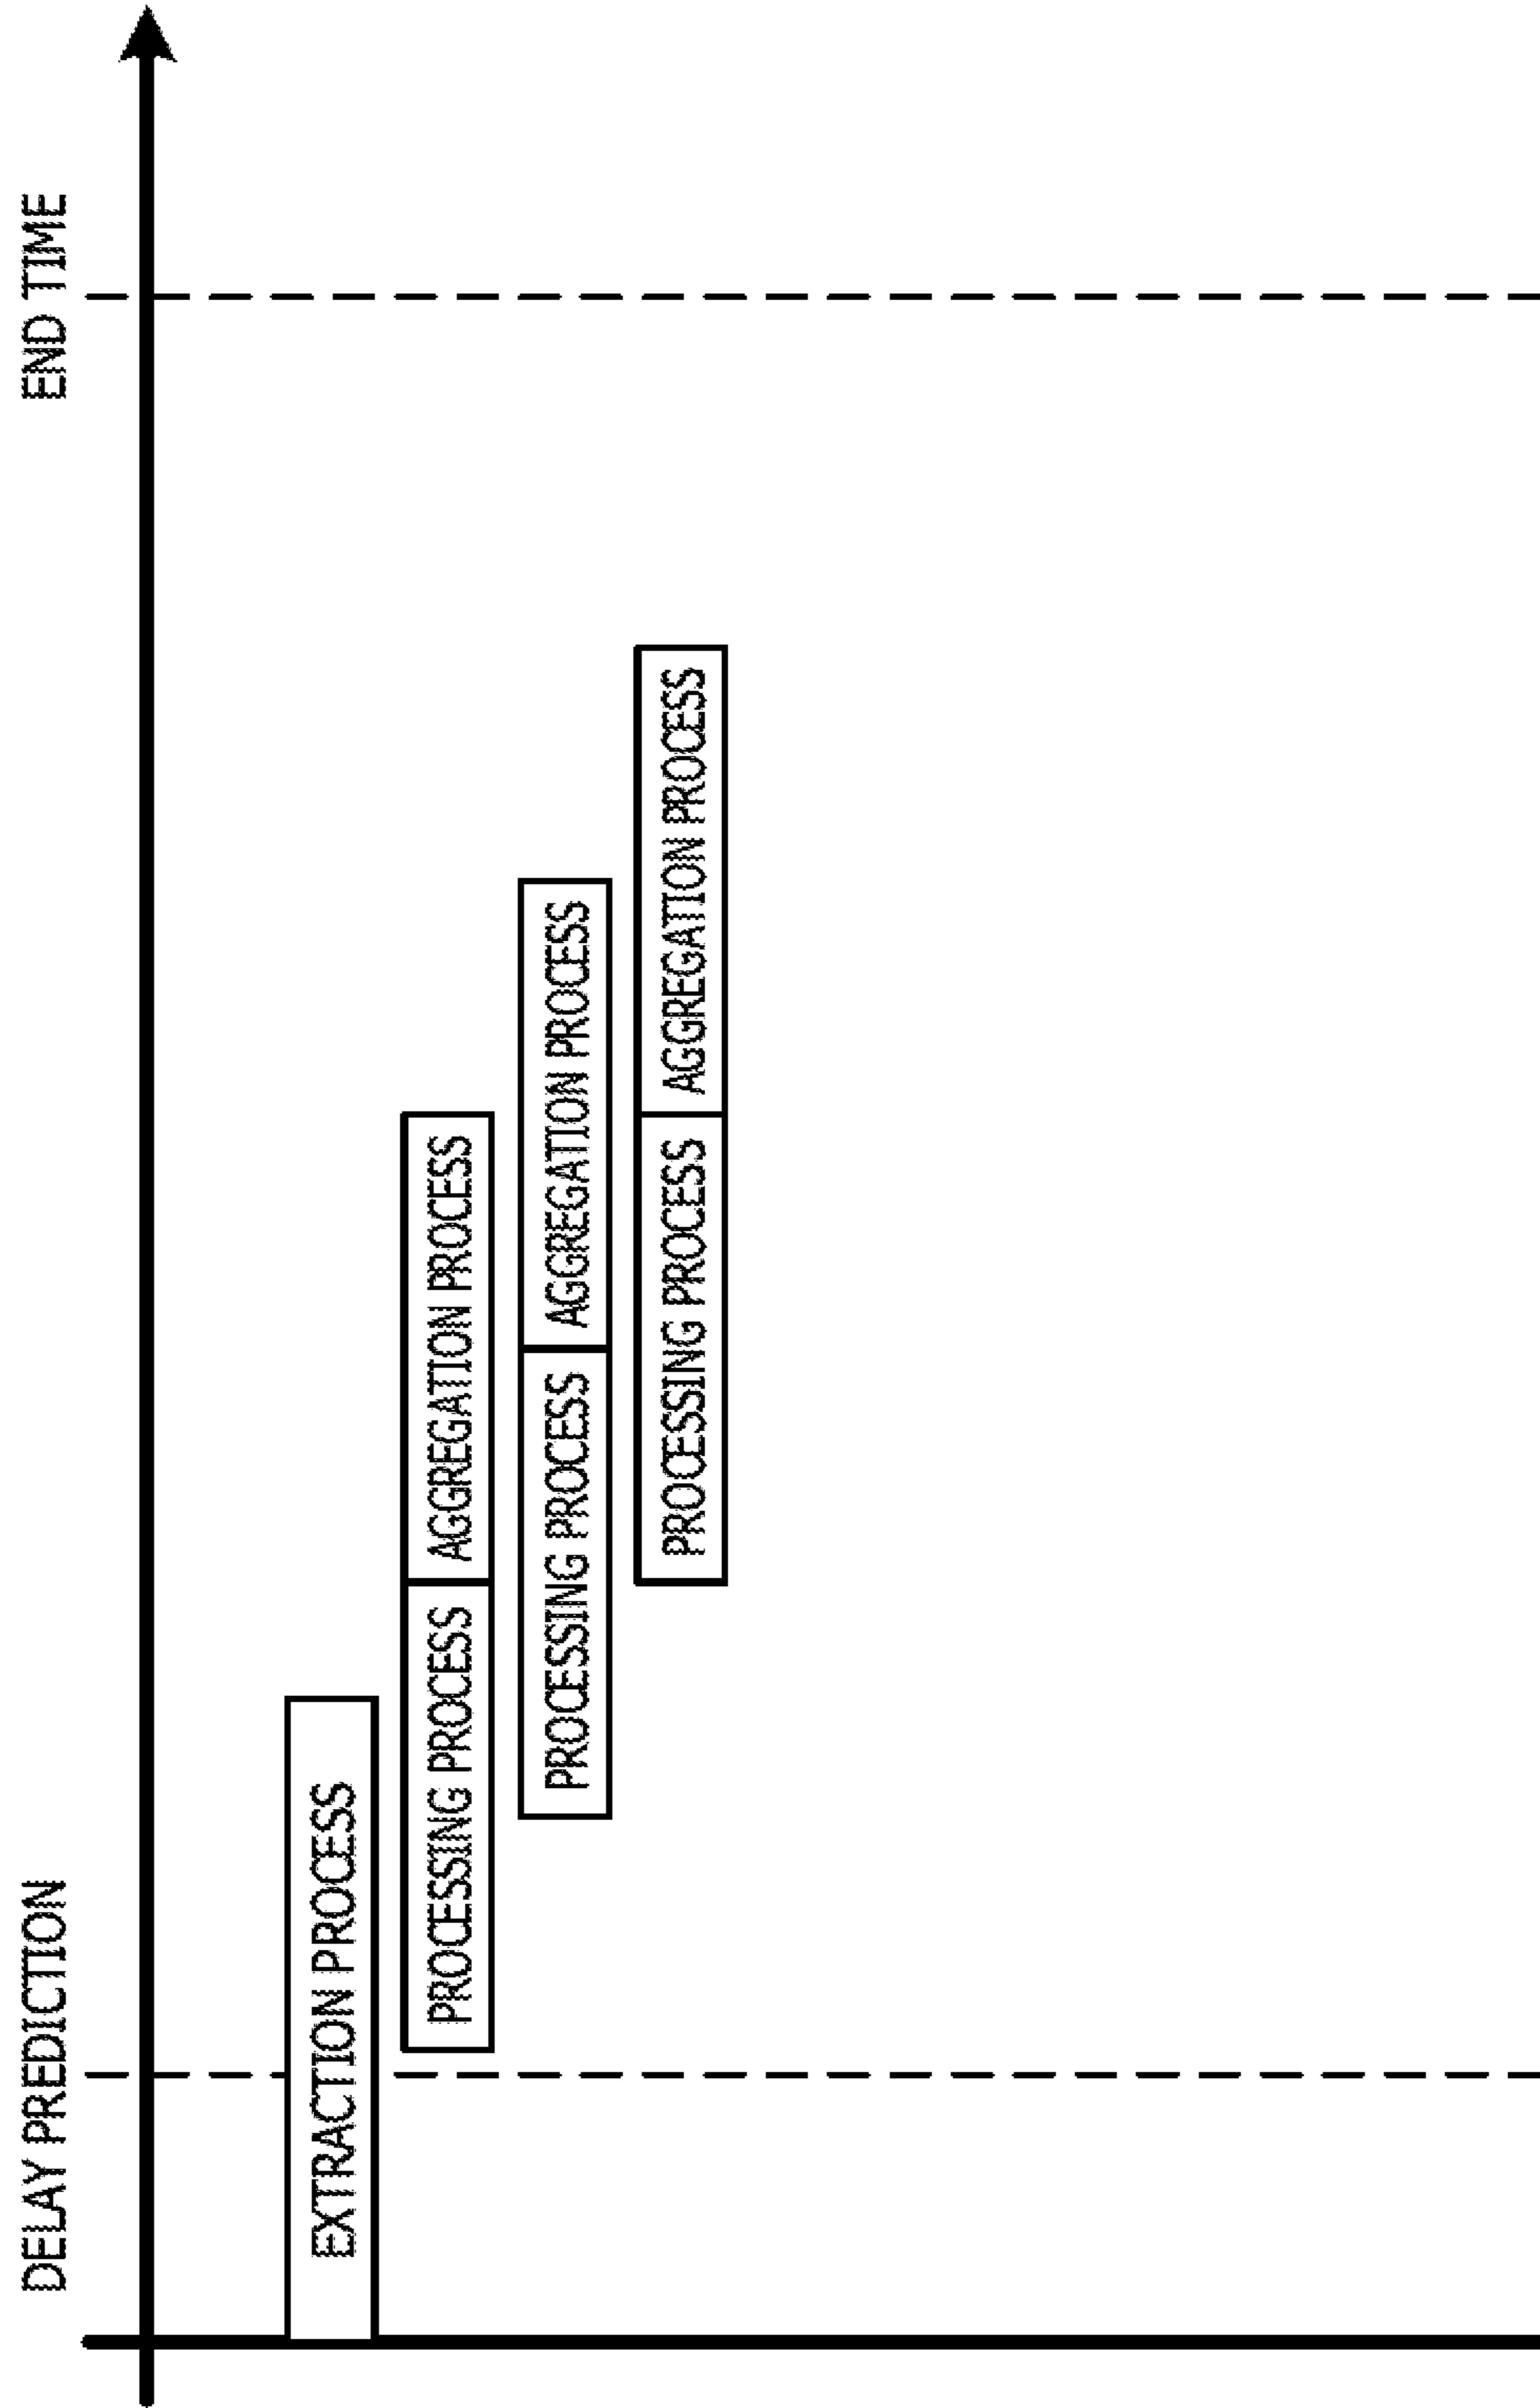 DELAY PREDICTION
END TIME
EXTRACTION PROCESS
PROCESSING PROCESS
AGGREGATION PROCESS
PROCESSING PROCESS
AGGREGATION PROCESS
PROCESSING PROCESS
AGGREGATION PROCESS